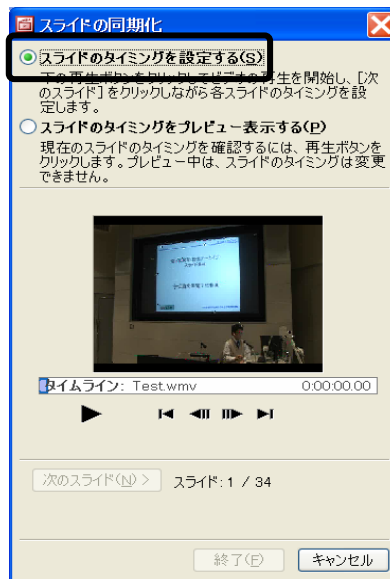 スライドの同期化
スライドのタイミングを設定する(S)
下の再生ボタンをクリックしてビデオの再生を開始し、[次
のスライド]をクリックしながら各スライドのタイミングを設
定します。
スライドのタイミングをプレビュー表示する(P)
現在のスライドのタイミングを確認するには、再生ボタンを
クリックします。プレビュー中は、スライドのタイミングは変更
できません。
タイムライン: Test.wmv 0:00:00.00
次のスライド(N) > スライド: 1 / 34
終了(F) キャンセル